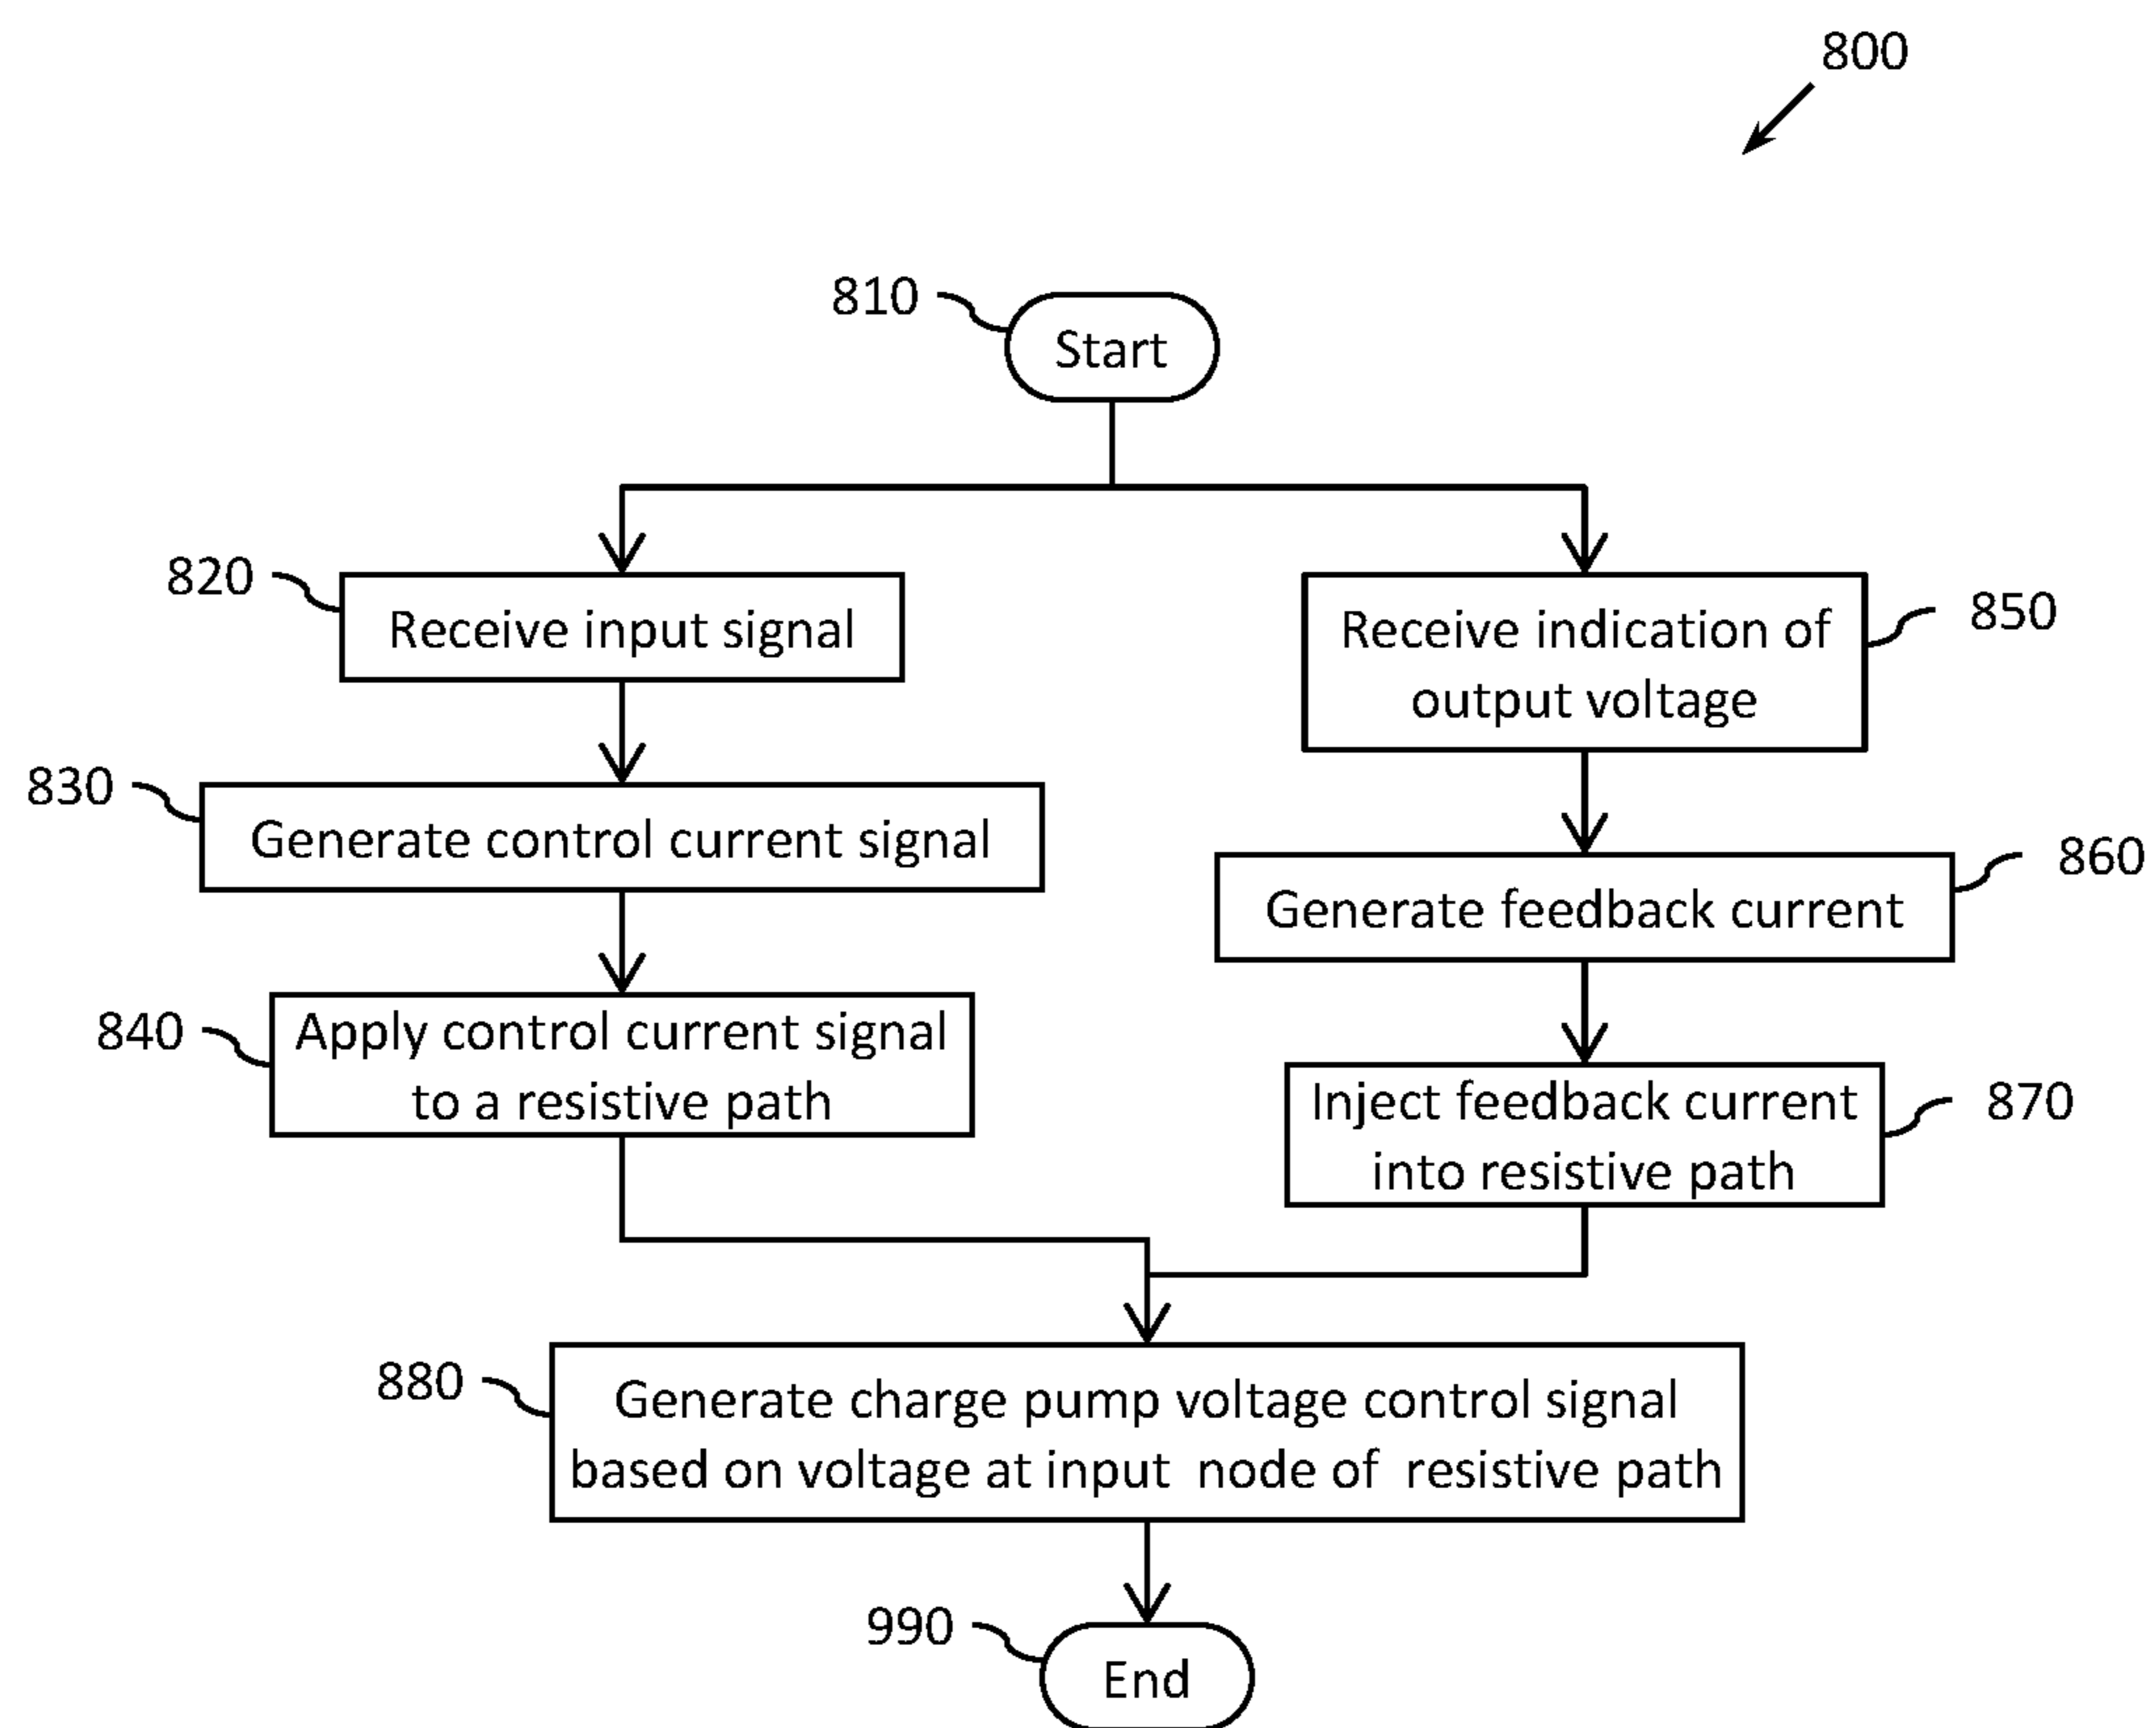 800
810
Start
820
Receive input signal
850
Receive indication of
output voltage
830
Generate control current signal
860
Generate feedback current
840
Apply control current signal
to a resistive path
870
Inject feedback current
into resistive path
880
Generate charge pump voltage control signal
based on voltage at input node of resistive path
990
End